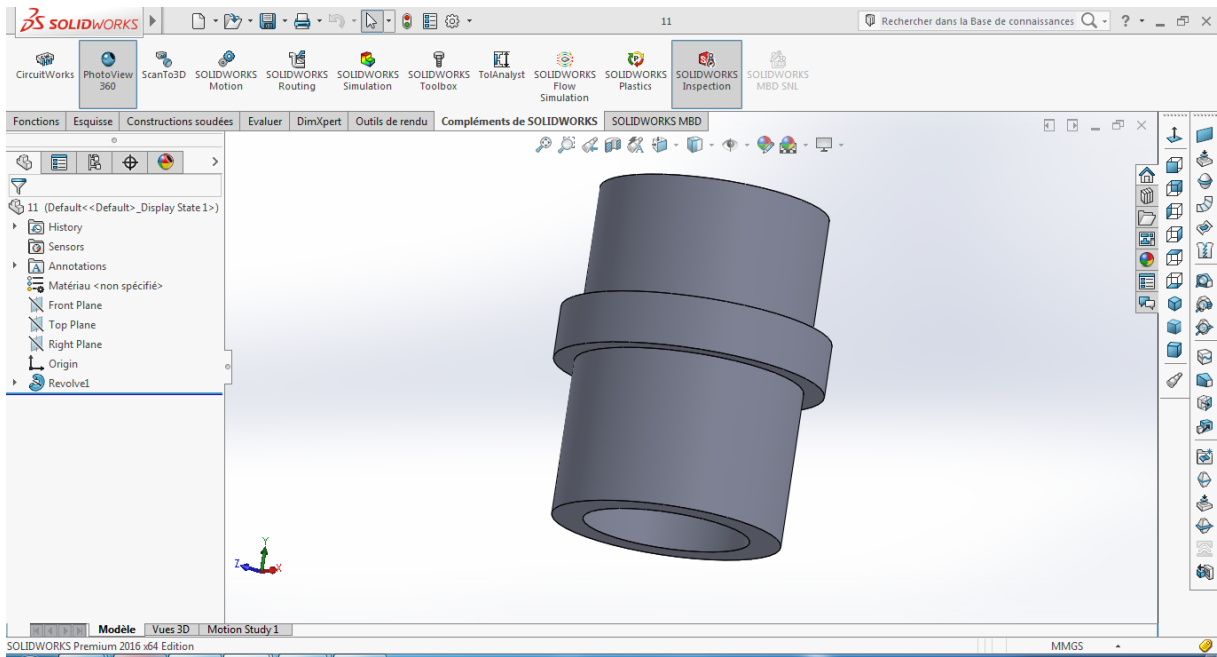 SOLIDWORKS
11
Rechercher dans la Base de connaissances
?
CircuitWorks
PhotoView 360
ScanTo3D
SOLIDWORKS Motion
SOLIDWORKS Routing
SOLIDWORKS Simulation
SOLIDWORKS Toolbox
TolAnalyst
SOLIDWORKS Flow Simulation
SOLIDWORKS Plastics
SOLIDWORKS Inspection
SOLIDWORKS MBD SNL
Fonctions
Esquisse
Constructions soudées
Evaluer
DimXpert
Outils de rendu
Compléments de SOLIDWORKS
SOLIDWORKS MBD
11 (Default<<Default>_Display State 1>)
History
Sensors
Annotations
Matériau <non spécifié>
Front Plane
Top Plane
Right Plane
Origin
Revolve1
Y
Z
X
Modèle
Vues 3D
Motion Study 1
SOLIDWORKS Premium 2016 x64 Edition
MMGS